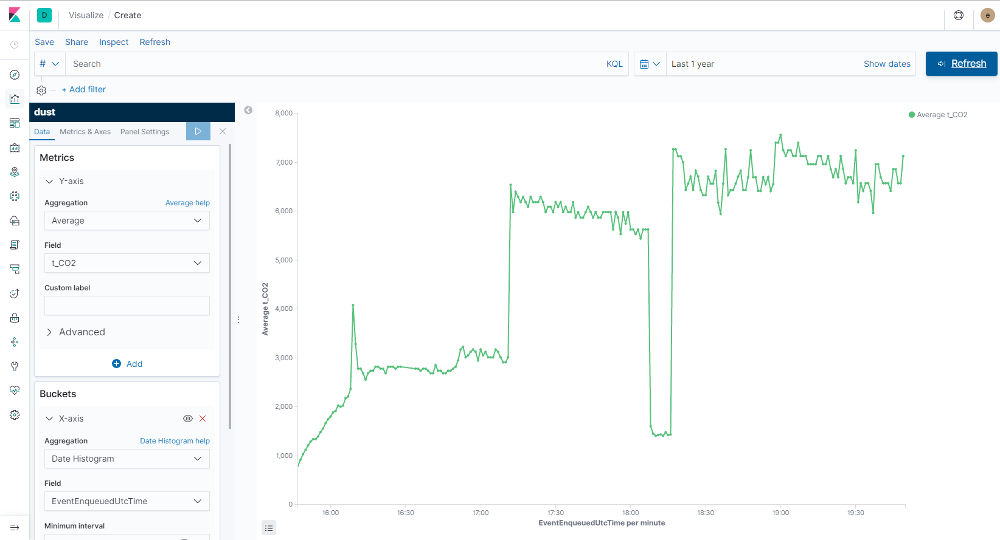 D Visualize / Create e
Save Share Inspect Refresh
# Search KQL Last 1 year Show dates Refresh
+ Add filter
dust
Data Metrics & Axes Panel Settings
Metrics
Y-axis
Aggregation Average help
Average
Field
t_CO2
Custom label
Advanced
Add
Buckets
X-axis
Aggregation Date Histogram help
Date Histogram
Field
EventEnqueuedUtcTime
Minimum interval
8,000
7,000
6,000
5,000
4,000
3,000
2,000
1,000
0
Average t_CO2
16:00 16:30 17:00 17:30 18:00 18:30 19:00 19:30
EventEnqueuedUtcTime per minute
Average t_CO2